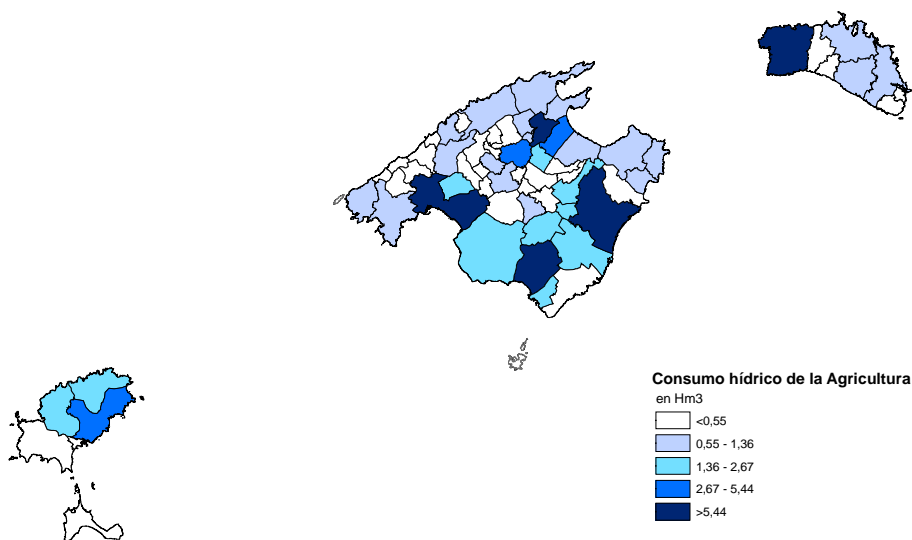 Consumo hídrico de la Agricultura
en Hm3
<0,55
0,55 - 1,36
1,36 - 2,67
2,67 - 5,44
>5,44